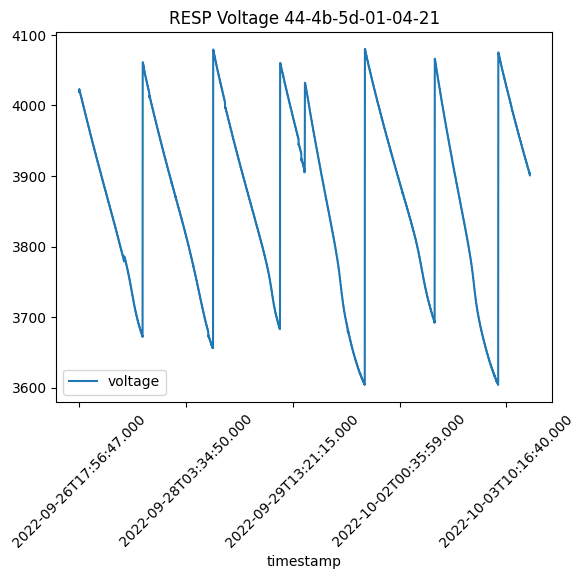 RESP Voltage 44-4b-5d-01-04-21
4100
4000
3900
3800
3700
3600
voltage
2022-09-26T17:56:47.000
2022-09-28T03:34:50.000
2022-09-29T13:21:15.000
2022-10-02T00:35:59.000
2022-10-03T10:16:40.000
timestamp